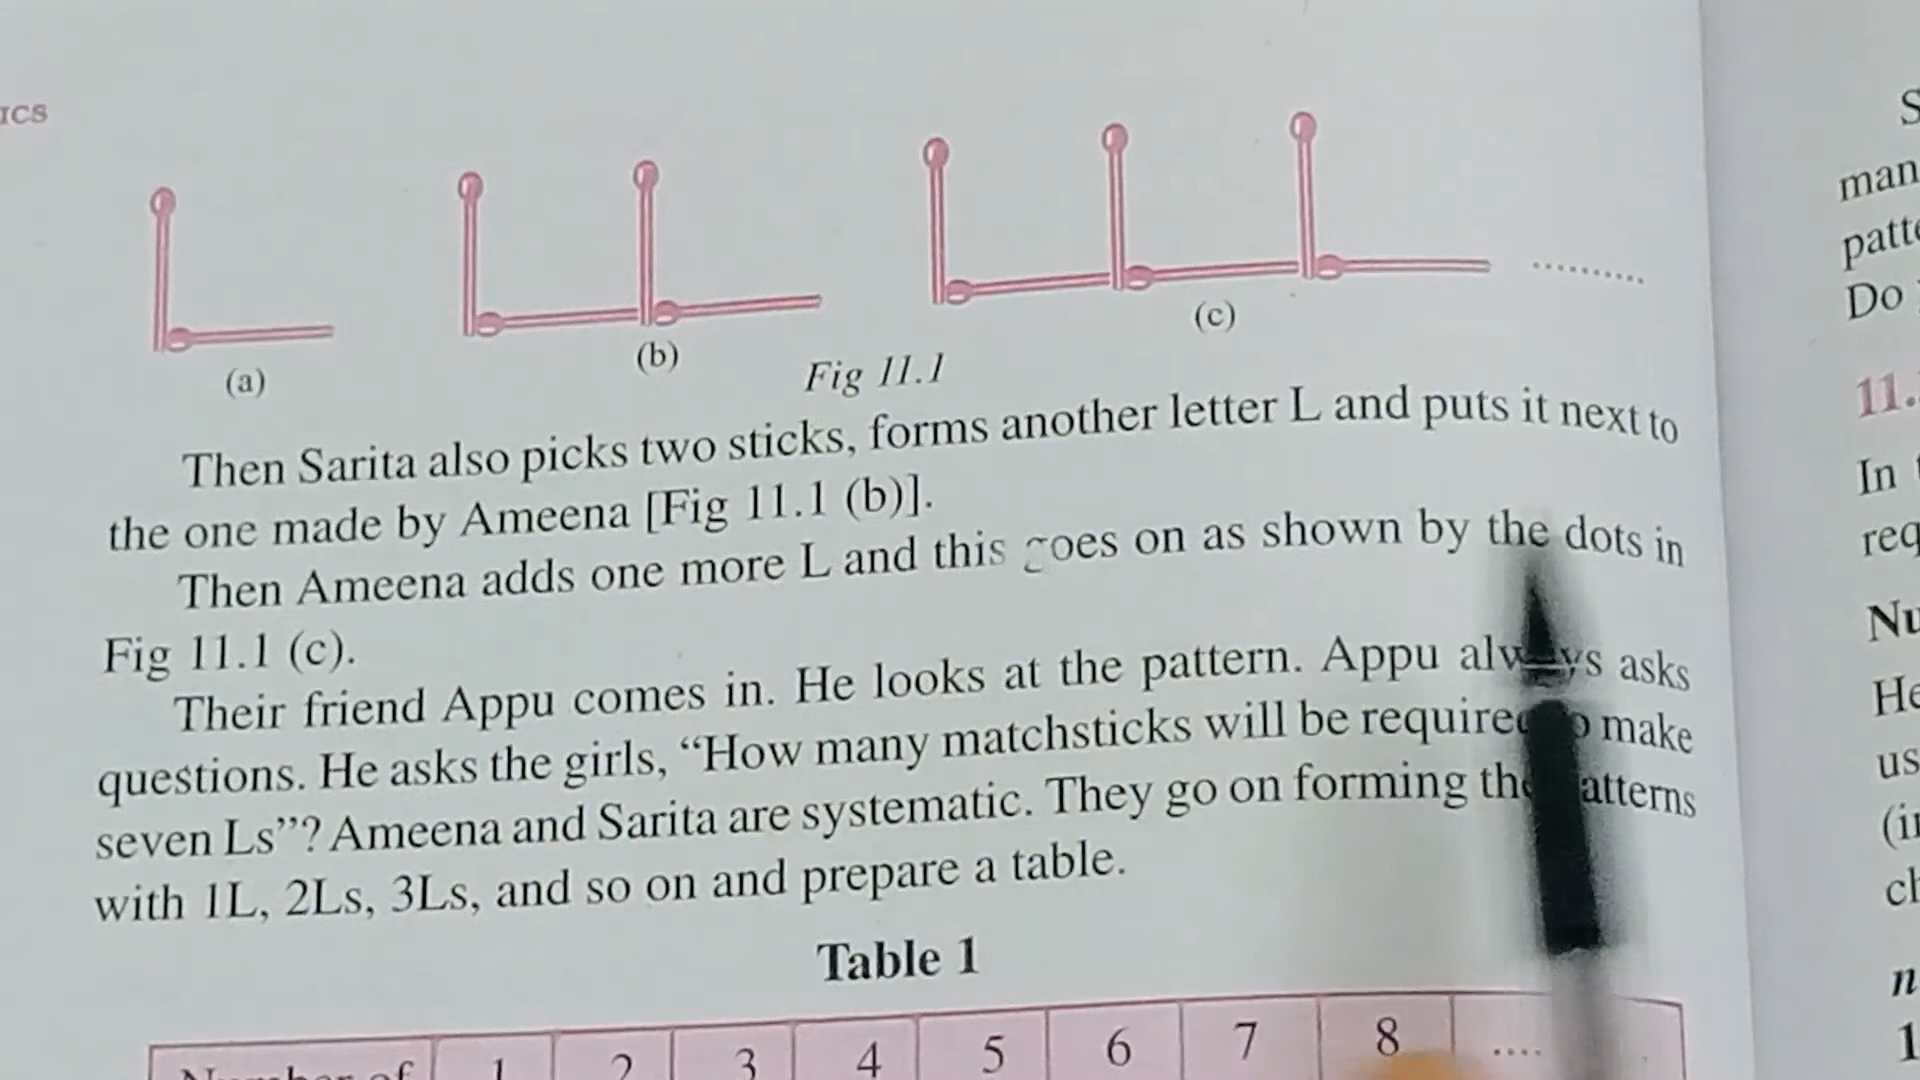 ICS
(a)
(b)
(c)
..........
Fig 11.1
Then Sarita also picks two sticks, forms another letter L and puts it next to
the one made by Ameena [Fig 11.1 (b)].
Then Ameena adds one more L and this goes on as shown by the dots in
Fig 11.1 (c).
Their friend Appu comes in. He looks at the pattern. Appu always asks
questions. He asks the girls, “How many matchsticks will be required to make
seven Ls”? Ameena and Sarita are systematic. They go on forming the patterns
with 1L, 2Ls, 3Ls, and so on and prepare a table.
Table 1
Number of 1 2 3 4 5 6 7 8 ....
S
man
patte
Do
11.
In
req
Nu
He
us
(in
ch
n
1